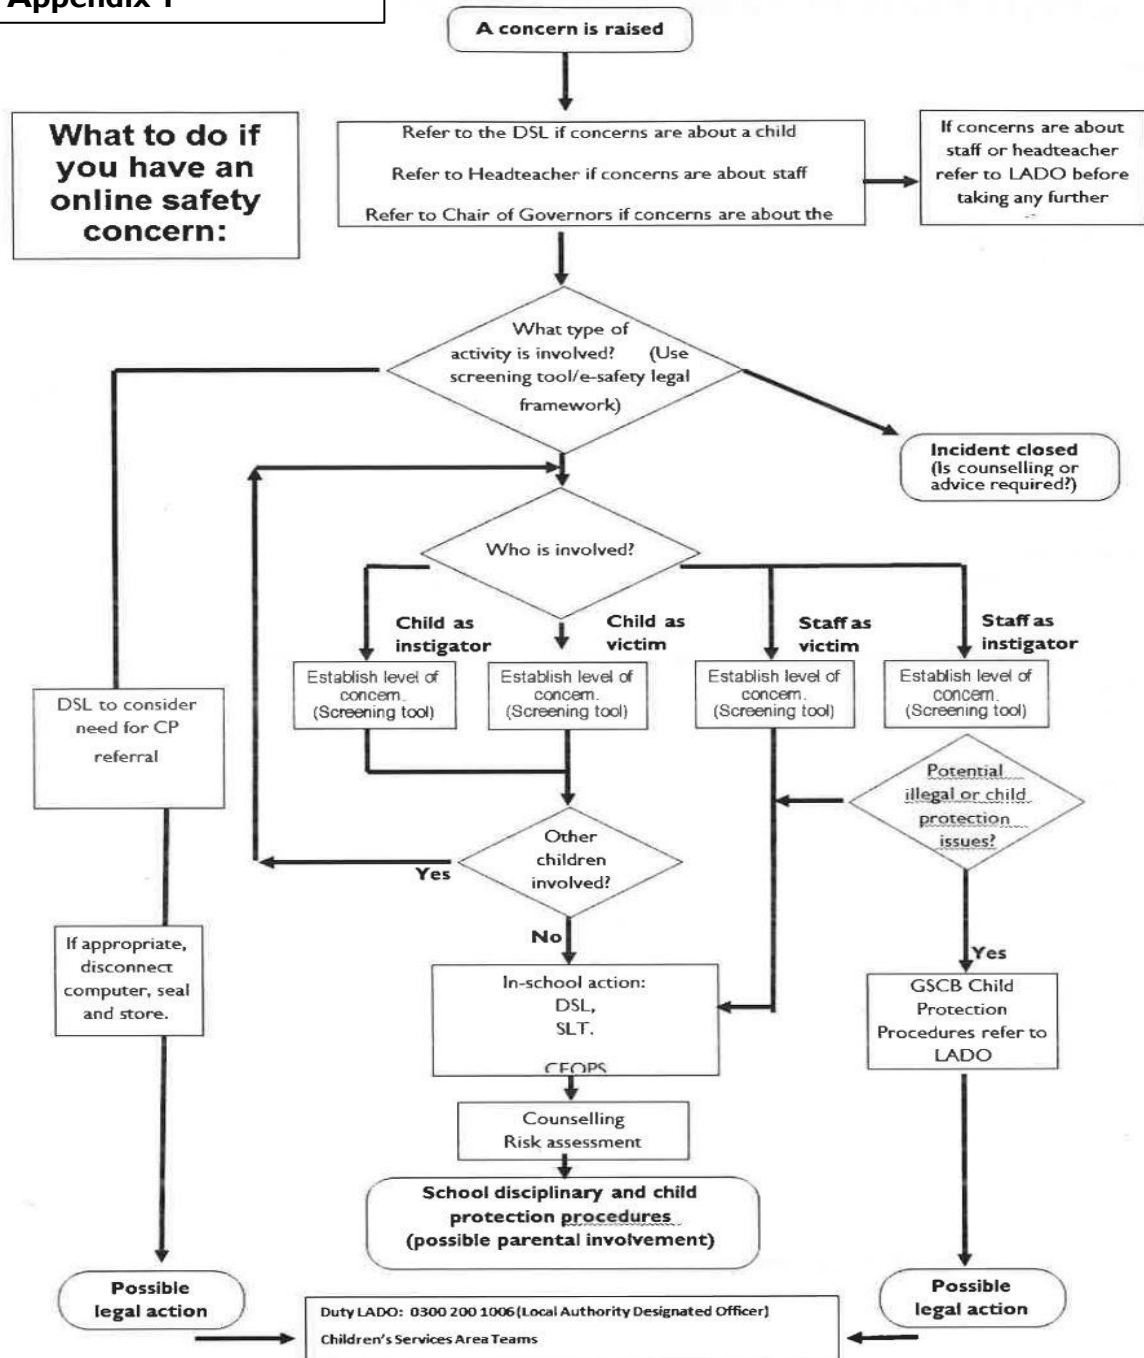 Appendix 1
A concern is raised
What to do if
you have an
online safety
concern:
Refer to the DSL if concerns are about a child
Refer to Headteacher if concerns are about staff
Refer to Chair of Governors if concerns are about the
If concerns are about
staff or headteacher
refer to LADO before
taking any further
What type of
activity is involved? (Use
screening tool/e-safety legal
framework)
Incident closed
(Is counselling or
advice required?)
Who is involved?
Child as
instigator
Child as
victim
Staff as
victim
Staff as
instigator
Establish level of
concern.
(Screening tool)
Establish level of
concern.
(Screening tool)
Establish level of
concern.
(Screening tool)
Establish level of
concern.
(Screening tool)
DSL to consider
need for CP
referral
Potential
illegal or child
protection
issues?
Other
children
involved?
Yes
No
Yes
If appropriate,
disconnect
computer, seal
and store.
In-school action:
DSL,
SLT.
CEOPS
GSCB Child
Protection
Procedures refer to
LADO
Counselling
Risk assessment
School disciplinary and child
protection procedures
(possible parental involvement)
Possible
legal action
Possible
legal action
Duty LADO: 0300 200 1006 (Local Authority Designated Officer)
Children's Services Area Teams